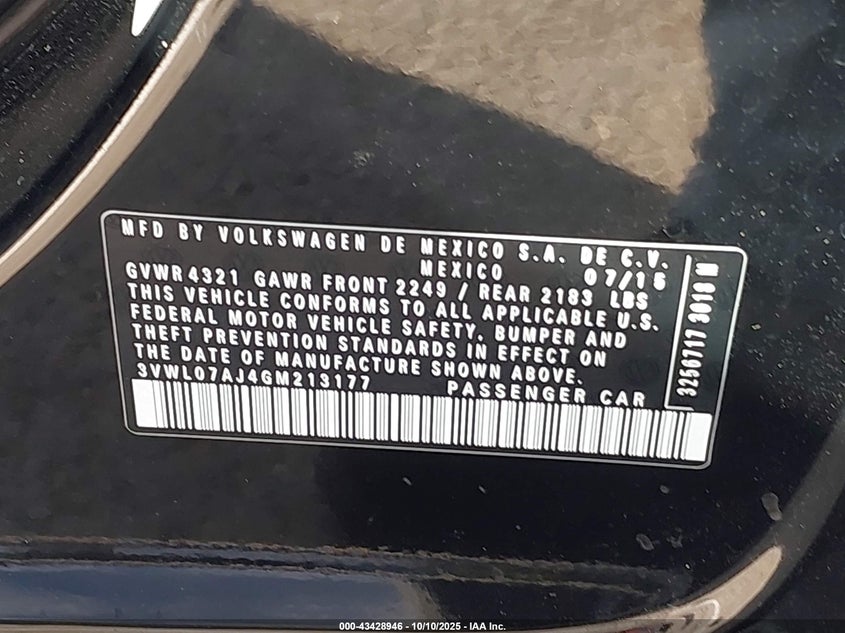 MFD BY VOLKSWAGEN DE MEXICO S.A. DE C.V.
MEXICO 07/15
GVWR 4321 GAWR FRONT 2249 / REAR 2183 LBS
THIS VEHICLE CONFORMS TO ALL APPLICABLE U.S.
FEDERAL MOTOR VEHICLE SAFETY, BUMPER AND
THEFT PREVENTION STANDARDS IN EFFECT ON
THE DATE OF MANUFACTURE SHOWN ABOVE.
3VWL07AJ4GM213177 PASSENGER CAR
3256717 3018 M
000-43428946 - 10/10/2025 - IAA Inc.